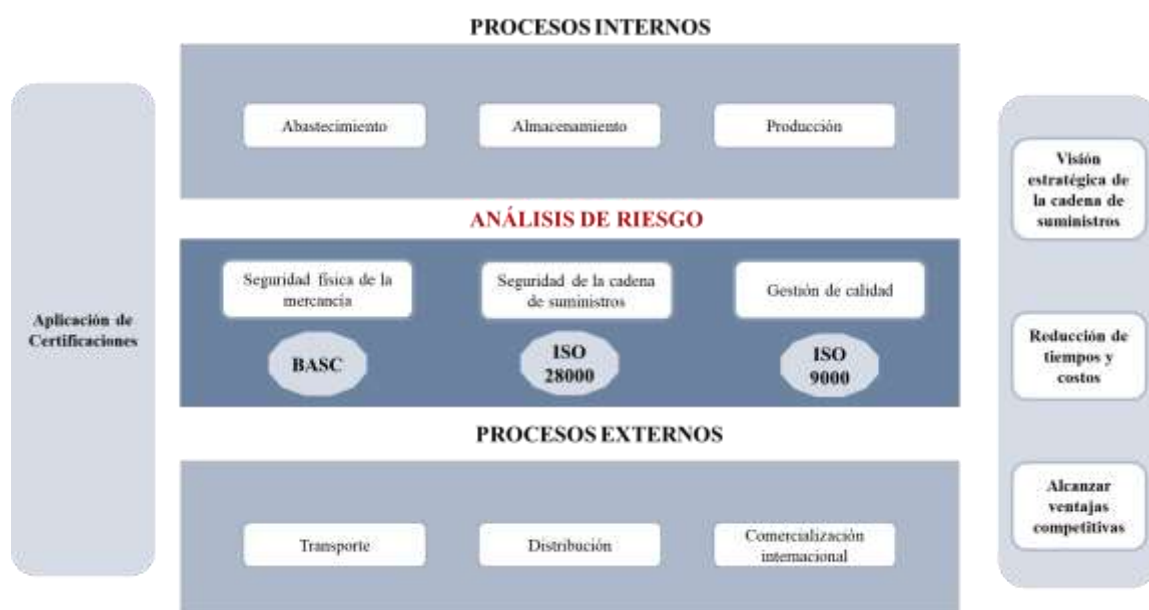 PROCESOS INTERNOS
Abastecimiento
Almacenamiento
Producción
ANÁLISIS DE RIESGO
Seguridad física de la
mercancía
Seguridad de la cadena
de suministros
Gestión de calidad
BASC
ISO
28000
ISO
9000
PROCESOS EXTERNOS
Transporte
Distribución
Comercialización
internacional
Aplicación de
Certificaciones
Visión
estratégica de
la cadena de
suministros
Reducción de
tiempos y
costos
Alcanzar
ventajas
competitivas